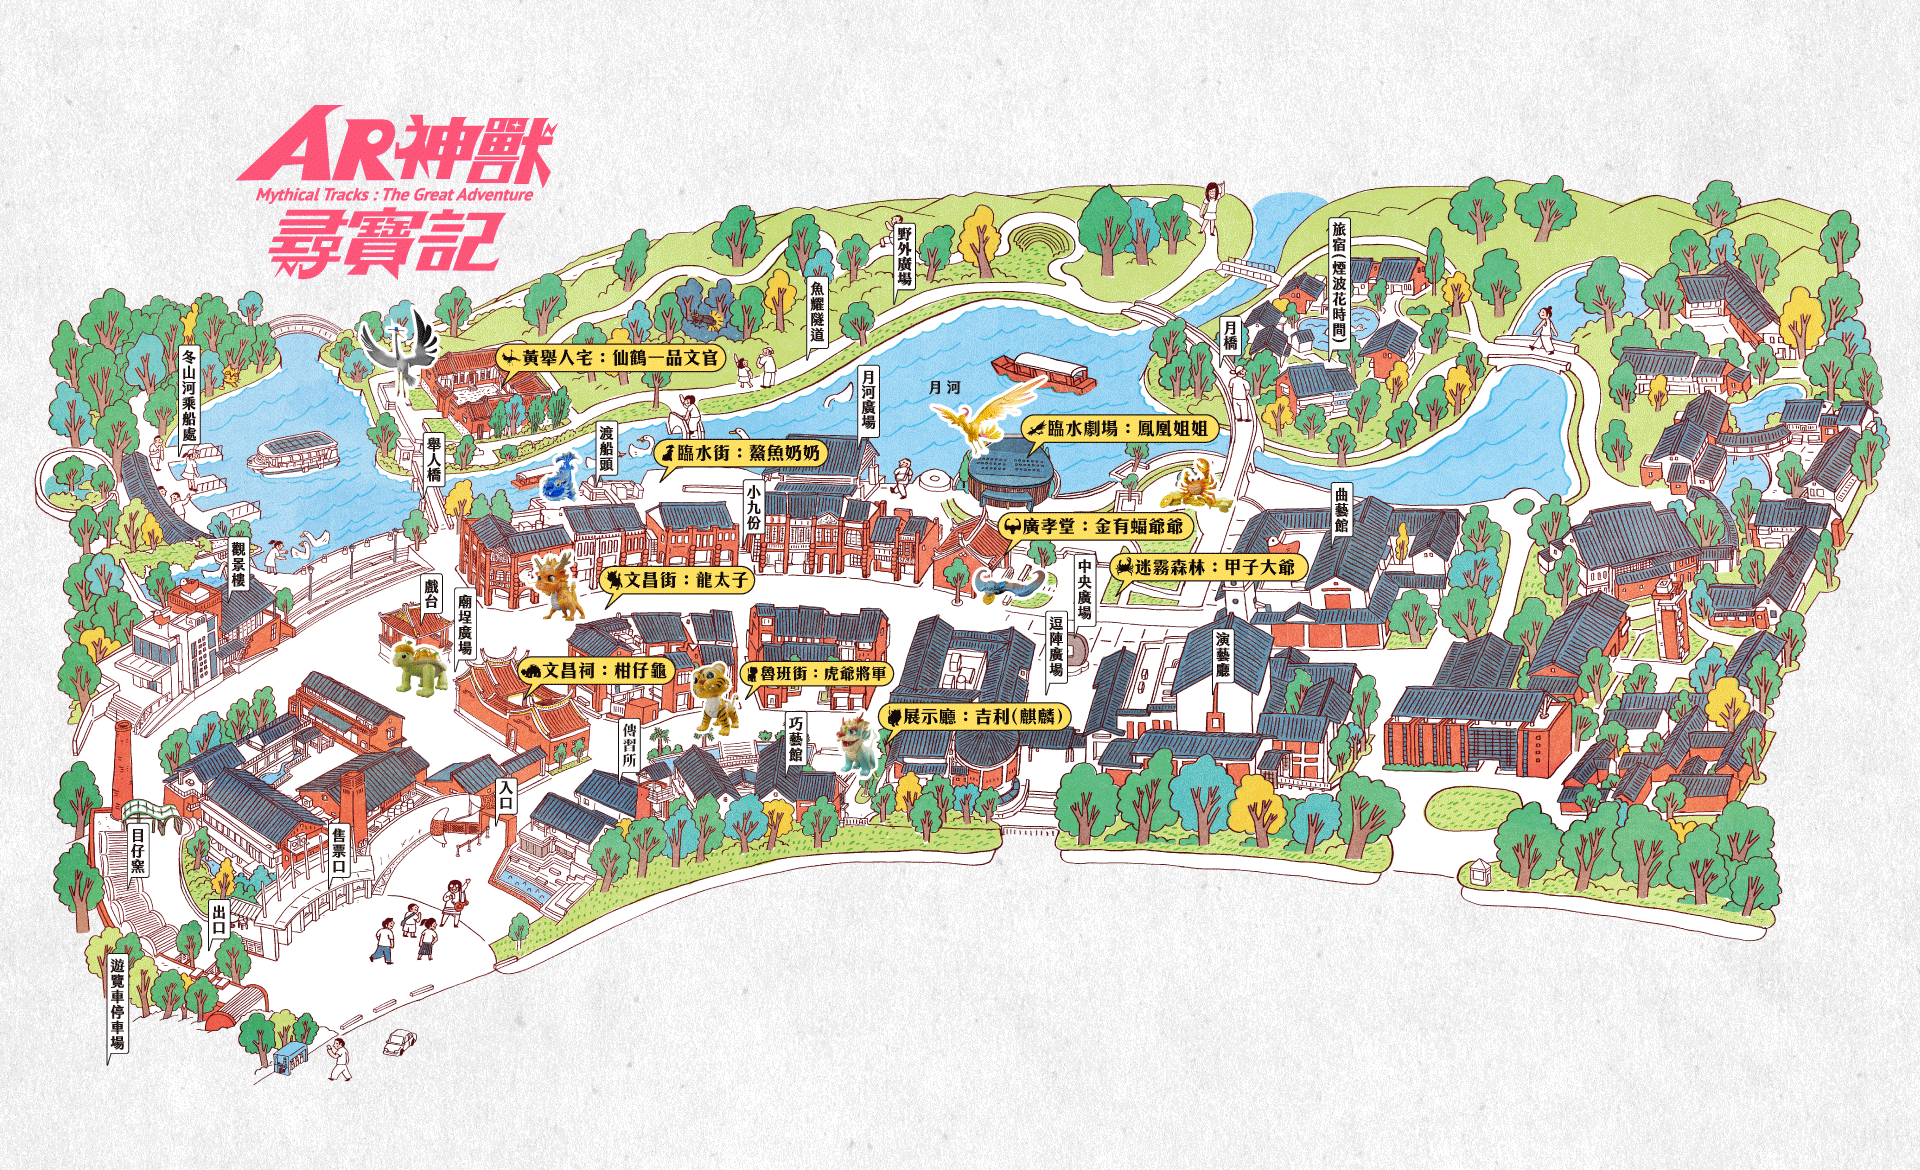 AR神獸
Mythical Tracks : The Great Adventure
尋寶記
旅宿(煙波花時間)
野外廣場
魚耀隧道
月橋
冬山河乘船處
黃舉人宅：仙鶴一品文官
月河廣場
月河
舉人橋
渡船頭
臨水劇場：鳳凰姐姐
臨水街：鰲魚奶奶
小九份
曲藝館
廣孝堂：金有蝠爺爺
觀景樓
戲台
文昌街：龍太子
中央廣場
迷霧森林：甲子大爺
廟埕廣場
逗陣廣場
演藝廳
文昌祠：柑仔龜
魯班街：虎爺將軍
展示廳：吉利(麒麟)
傳習所
巧藝館
入口
目仔窯
售票口
出口
遊覽車停車場